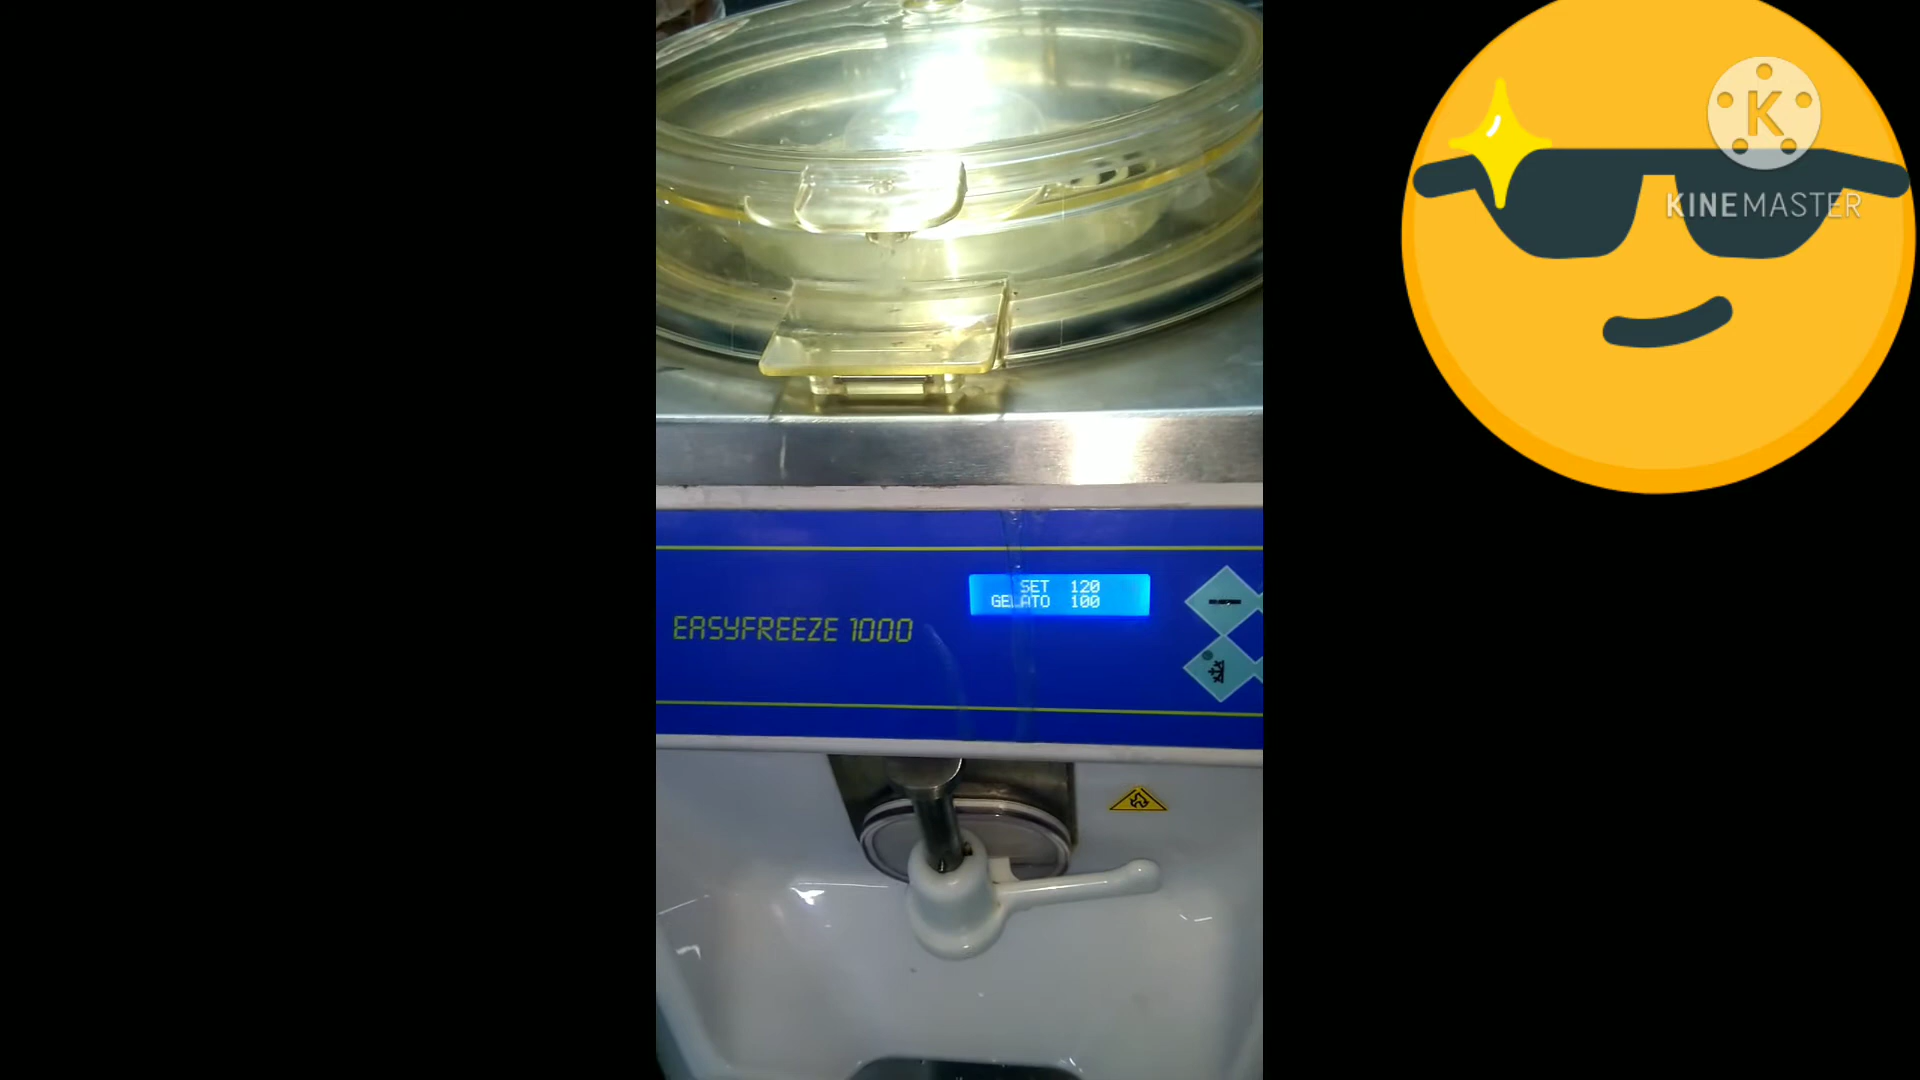 K
KINEMASTER
SET 120
GELATO 100
EASYFREEZE 1000